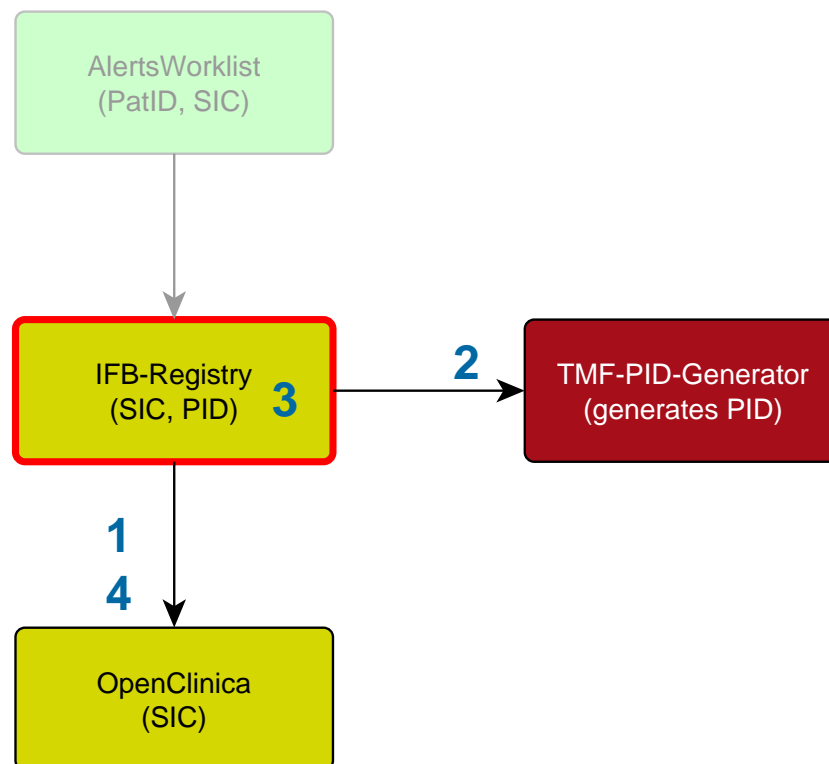 AlertsWorklist
(PatID, SIC)
IFB-Registry
(SIC, PID)
3
2
TMF-PID-Generator
(generates PID)
1
4
OpenClinica
(SIC)